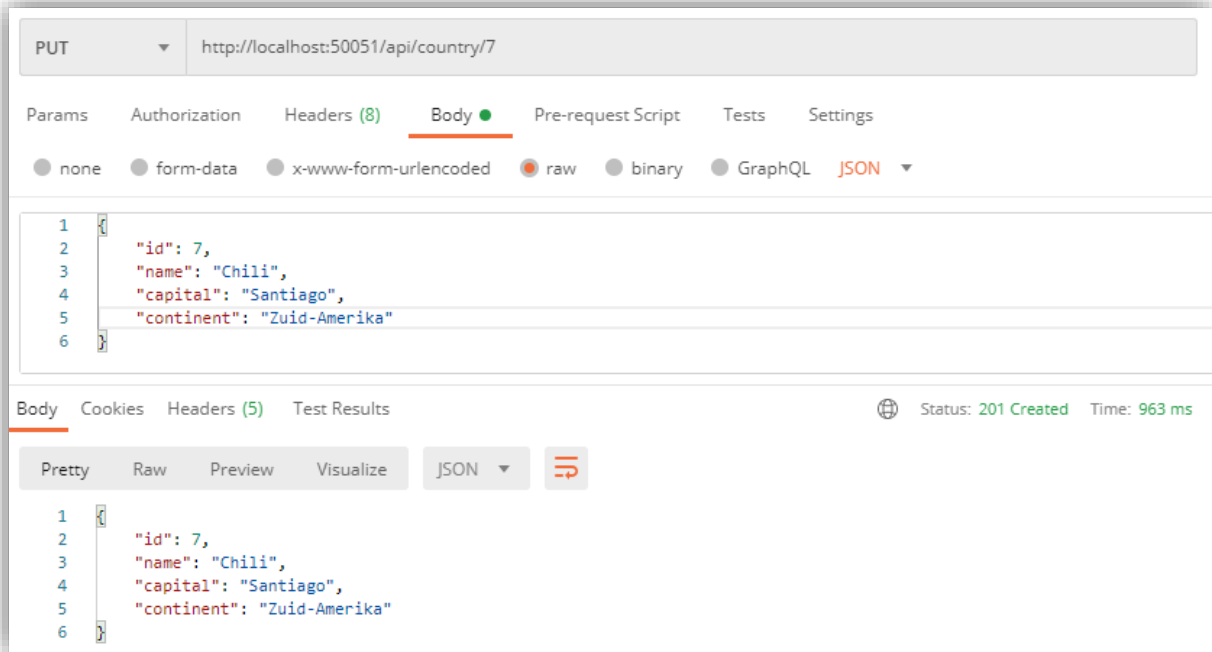 PUT http://localhost:50051/api/country/7
Params Authorization Headers (8) Body Pre-request Script Tests Settings
none form-data x-www-form-urlencoded raw binary GraphQL JSON
1 {
2 "id": 7,
3 "name": "Chili",
4 "capital": "Santiago",
5 "continent": "Zuid-Amerika"
6 }
Body Cookies Headers (5) Test Results Status: 201 Created Time: 963 ms
Pretty Raw Preview Visualize JSON
1 {
2 "id": 7,
3 "name": "Chili",
4 "capital": "Santiago",
5 "continent": "Zuid-Amerika"
6 }